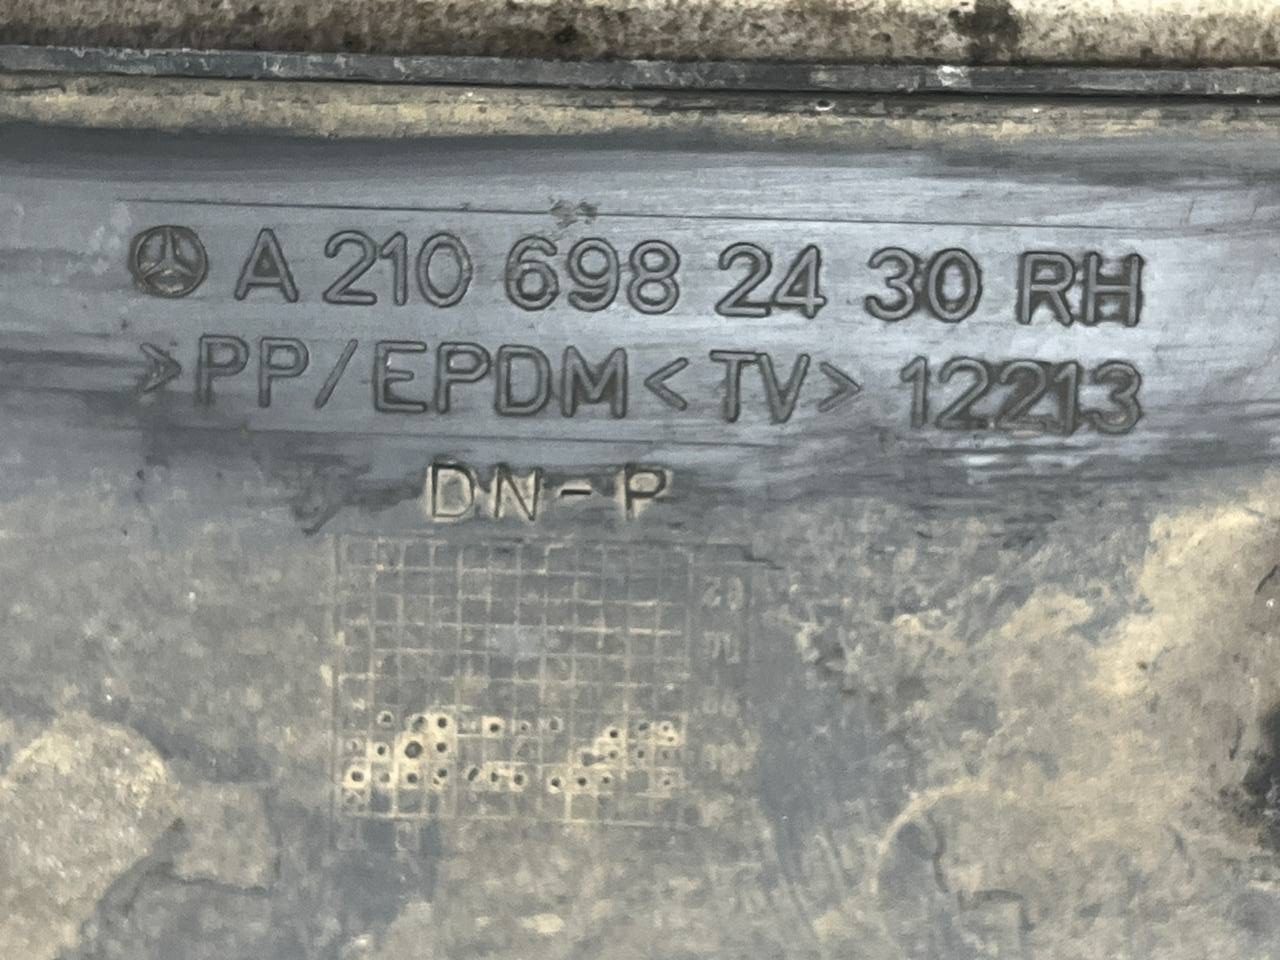 A 210 698 24 30 RH
>PP/EPDM< TV> 12213
DN-P